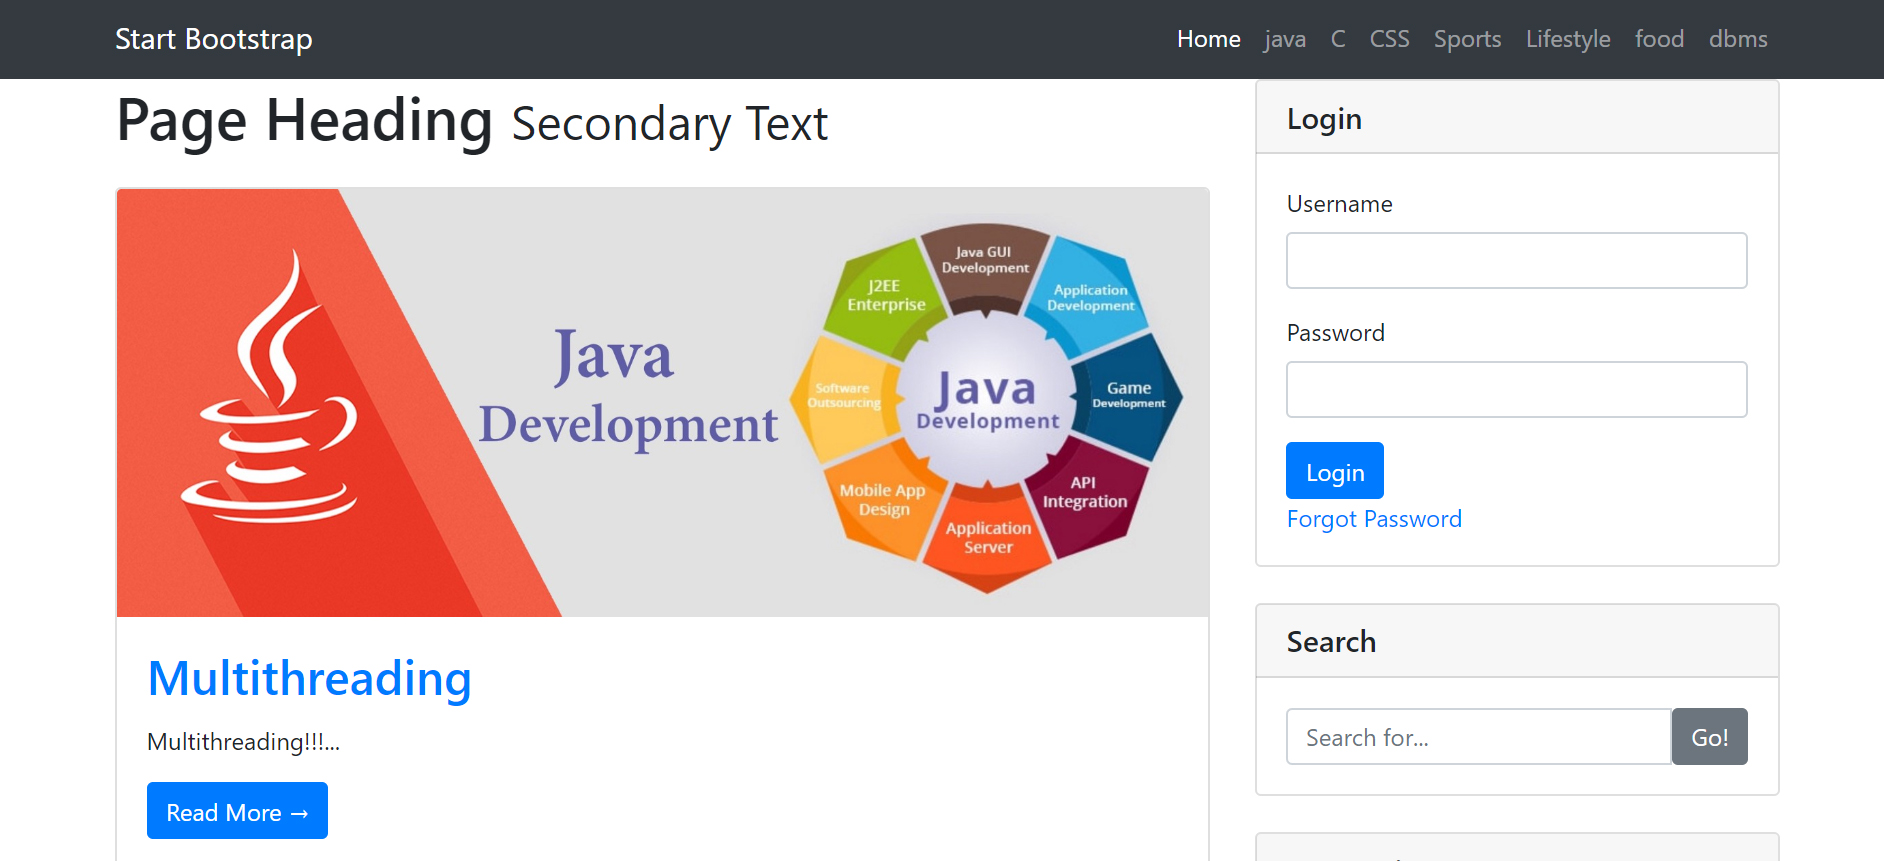 Start Bootstrap
Home java C CSS Sports Lifestyle food dbms
Page Heading Secondary Text
Java
Development
Java GUI
Development
Application
Development
Game
Development
API
Integration
Application
Server
Mobile App
Design
Software
Outsourcing
J2EE
Enterprise
Java
Development
Multithreading
Multithreading!!!...
Read More →
Login
Username
Password
Login
Forgot Password
Search
Search for...
Go!